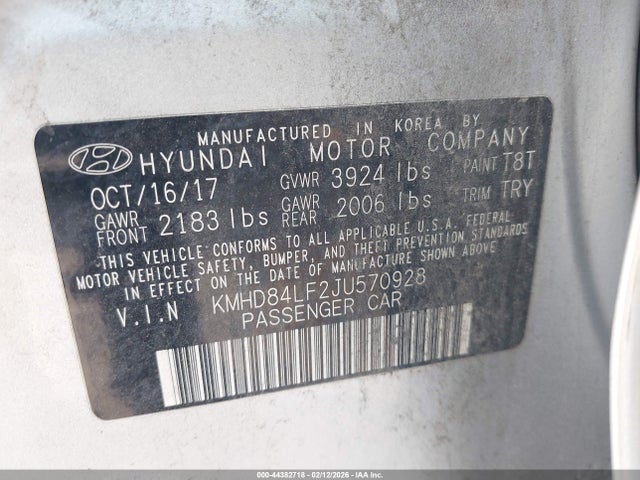 MANUFACTURED IN KOREA BY
HYUNDAI MOTOR COMPANY
OCT/16/17 GVWR 3924 lbs PAINT T8T
GAWR FRONT 2183 lbs GAWR REAR 2006 lbs TRIM TRY
THIS VEHICLE CONFORMS TO ALL APPLICABLE U.S.A. FEDERAL
MOTOR VEHICLE SAFETY, BUMPER, AND THEFT PREVENTION STANDARDS
IN EFFECT ON THE DATE OF MANUFACTURE SHOWN ABOVE
V.I.N KMHD84LF2JU570928
PASSENGER CAR
000-44382718 - 02/12/2026 - IAAI.COM